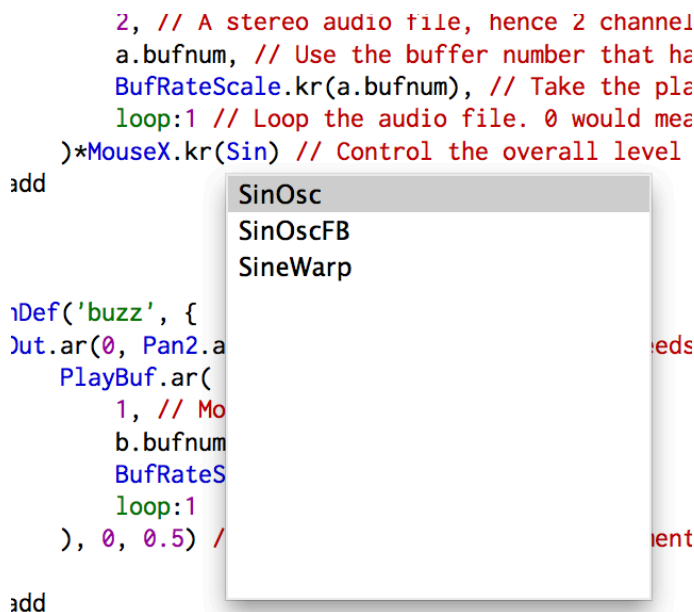 2, // A stereo audio file, hence 2 channel
a.bufnum, // Use the buffer number that ha
BufRateScale.kr(a.bufnum), // Take the pla
loop:1 // Loop the audio file. 0 would mea
)*MouseX.kr(Sin) // Control the overall level
add
SinOsc
SinOscFB
SineWarp
nDef('buzz', {
Out.ar(0, Pan2.a eeds
PlayBuf.ar(
1, // Mo
b.bufnum
BufRateS
loop:1
), 0, 0.5) / ment
add